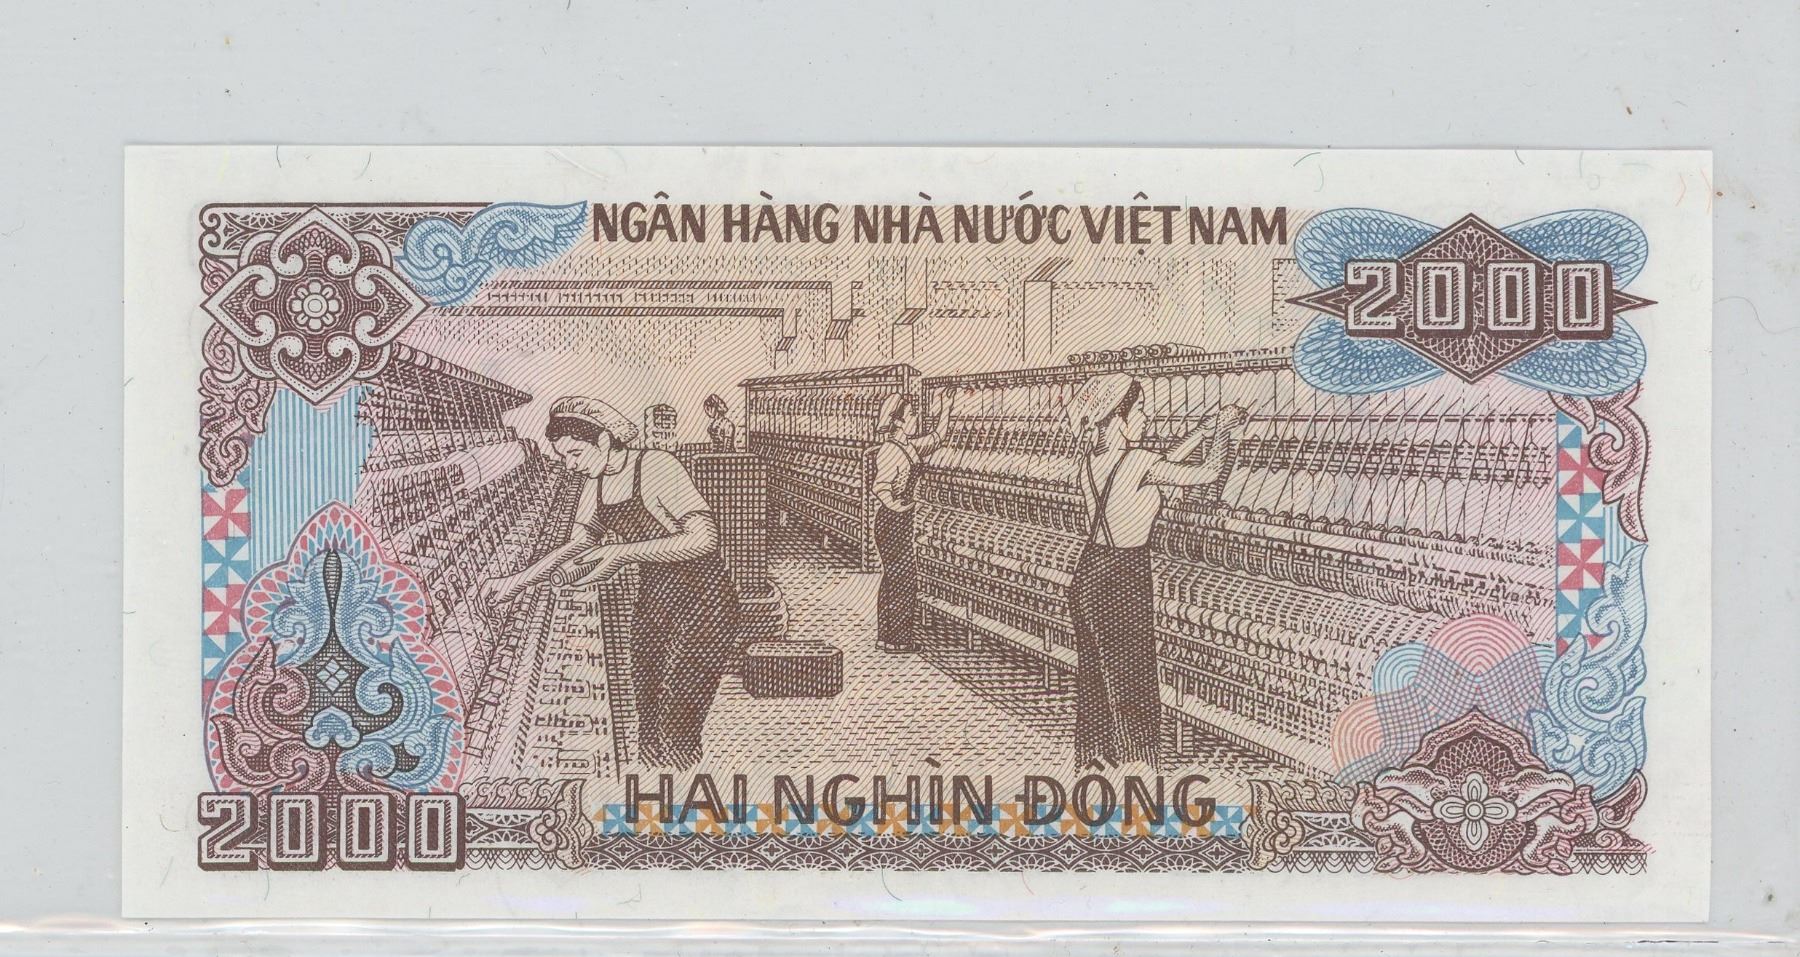 NGÂN HÀNG NHÀ NƯỚC VIỆT NAM
2000
HAI NGHÌN ĐỒNG
2000